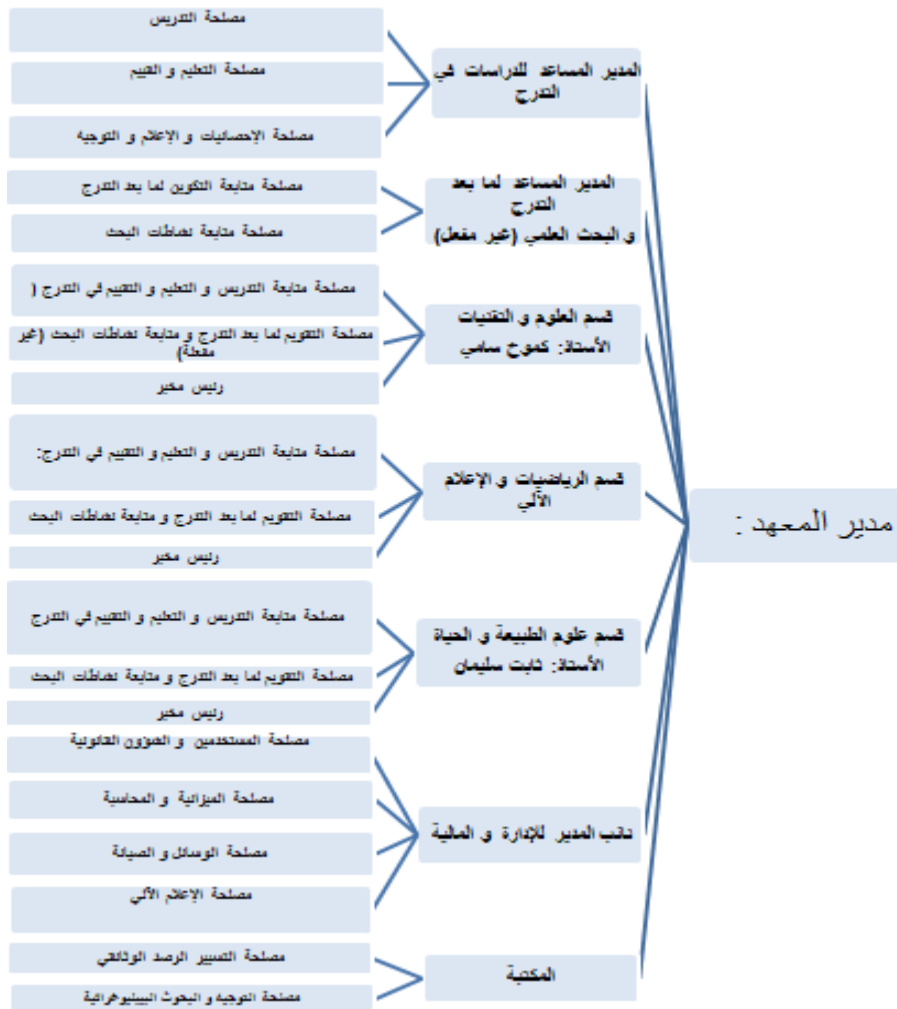 مدير المعهد :
المدير المساعد للدراسات في
التدرج
مصلحة التدريس
مصلحة التعليم و التقييم
مصلحة الإحصائيات و الإعلام و التوجيه
المدير المساعد لما بعد
التدرج
و البحث العلمي (غير مفعل)
مصلحة متابعة التكوين لما بعد التدرج
مصلحة متابعة نشاطات البحث
قسم العلوم و التقنيات
الأستاذ: كموح سامي
مصلحة متابعة التدريس و التعليم و التقييم في التدرج (
مصلحة التقويم لما بعد التدرج و متابعة نشاطات البحث (غير
مفعلة)
رئيس مخبر
قسم الرياضيات و الإعلام
الآلي
مصلحة متابعة التدريس و التعليم و التقييم في التدرج:
مصلحة التقويم لما بعد التدرج و متابعة نشاطات البحث
رئيس مخبر
قسم علوم الطبيعة و الحياة
الأستاذ: ثابت سليمان
مصلحة متابعة التدريس و التعليم و التقييم في التدرج
مصلحة التقويم لما بعد التدرج و متابعة نشاطات البحث
رئيس مخبر
نائب المدير للإدارة و المالية
مصلحة المستخدمين و الشؤون القانونية
مصلحة الميزانية و المحاسبة
مصلحة الوسائل و الصيانة
مصلحة الإعلام الآلي
المكتبة
مصلحة التسيير الرصد الوثائقي
مصلحة التوجيه و البحوث البيبليوغرافية